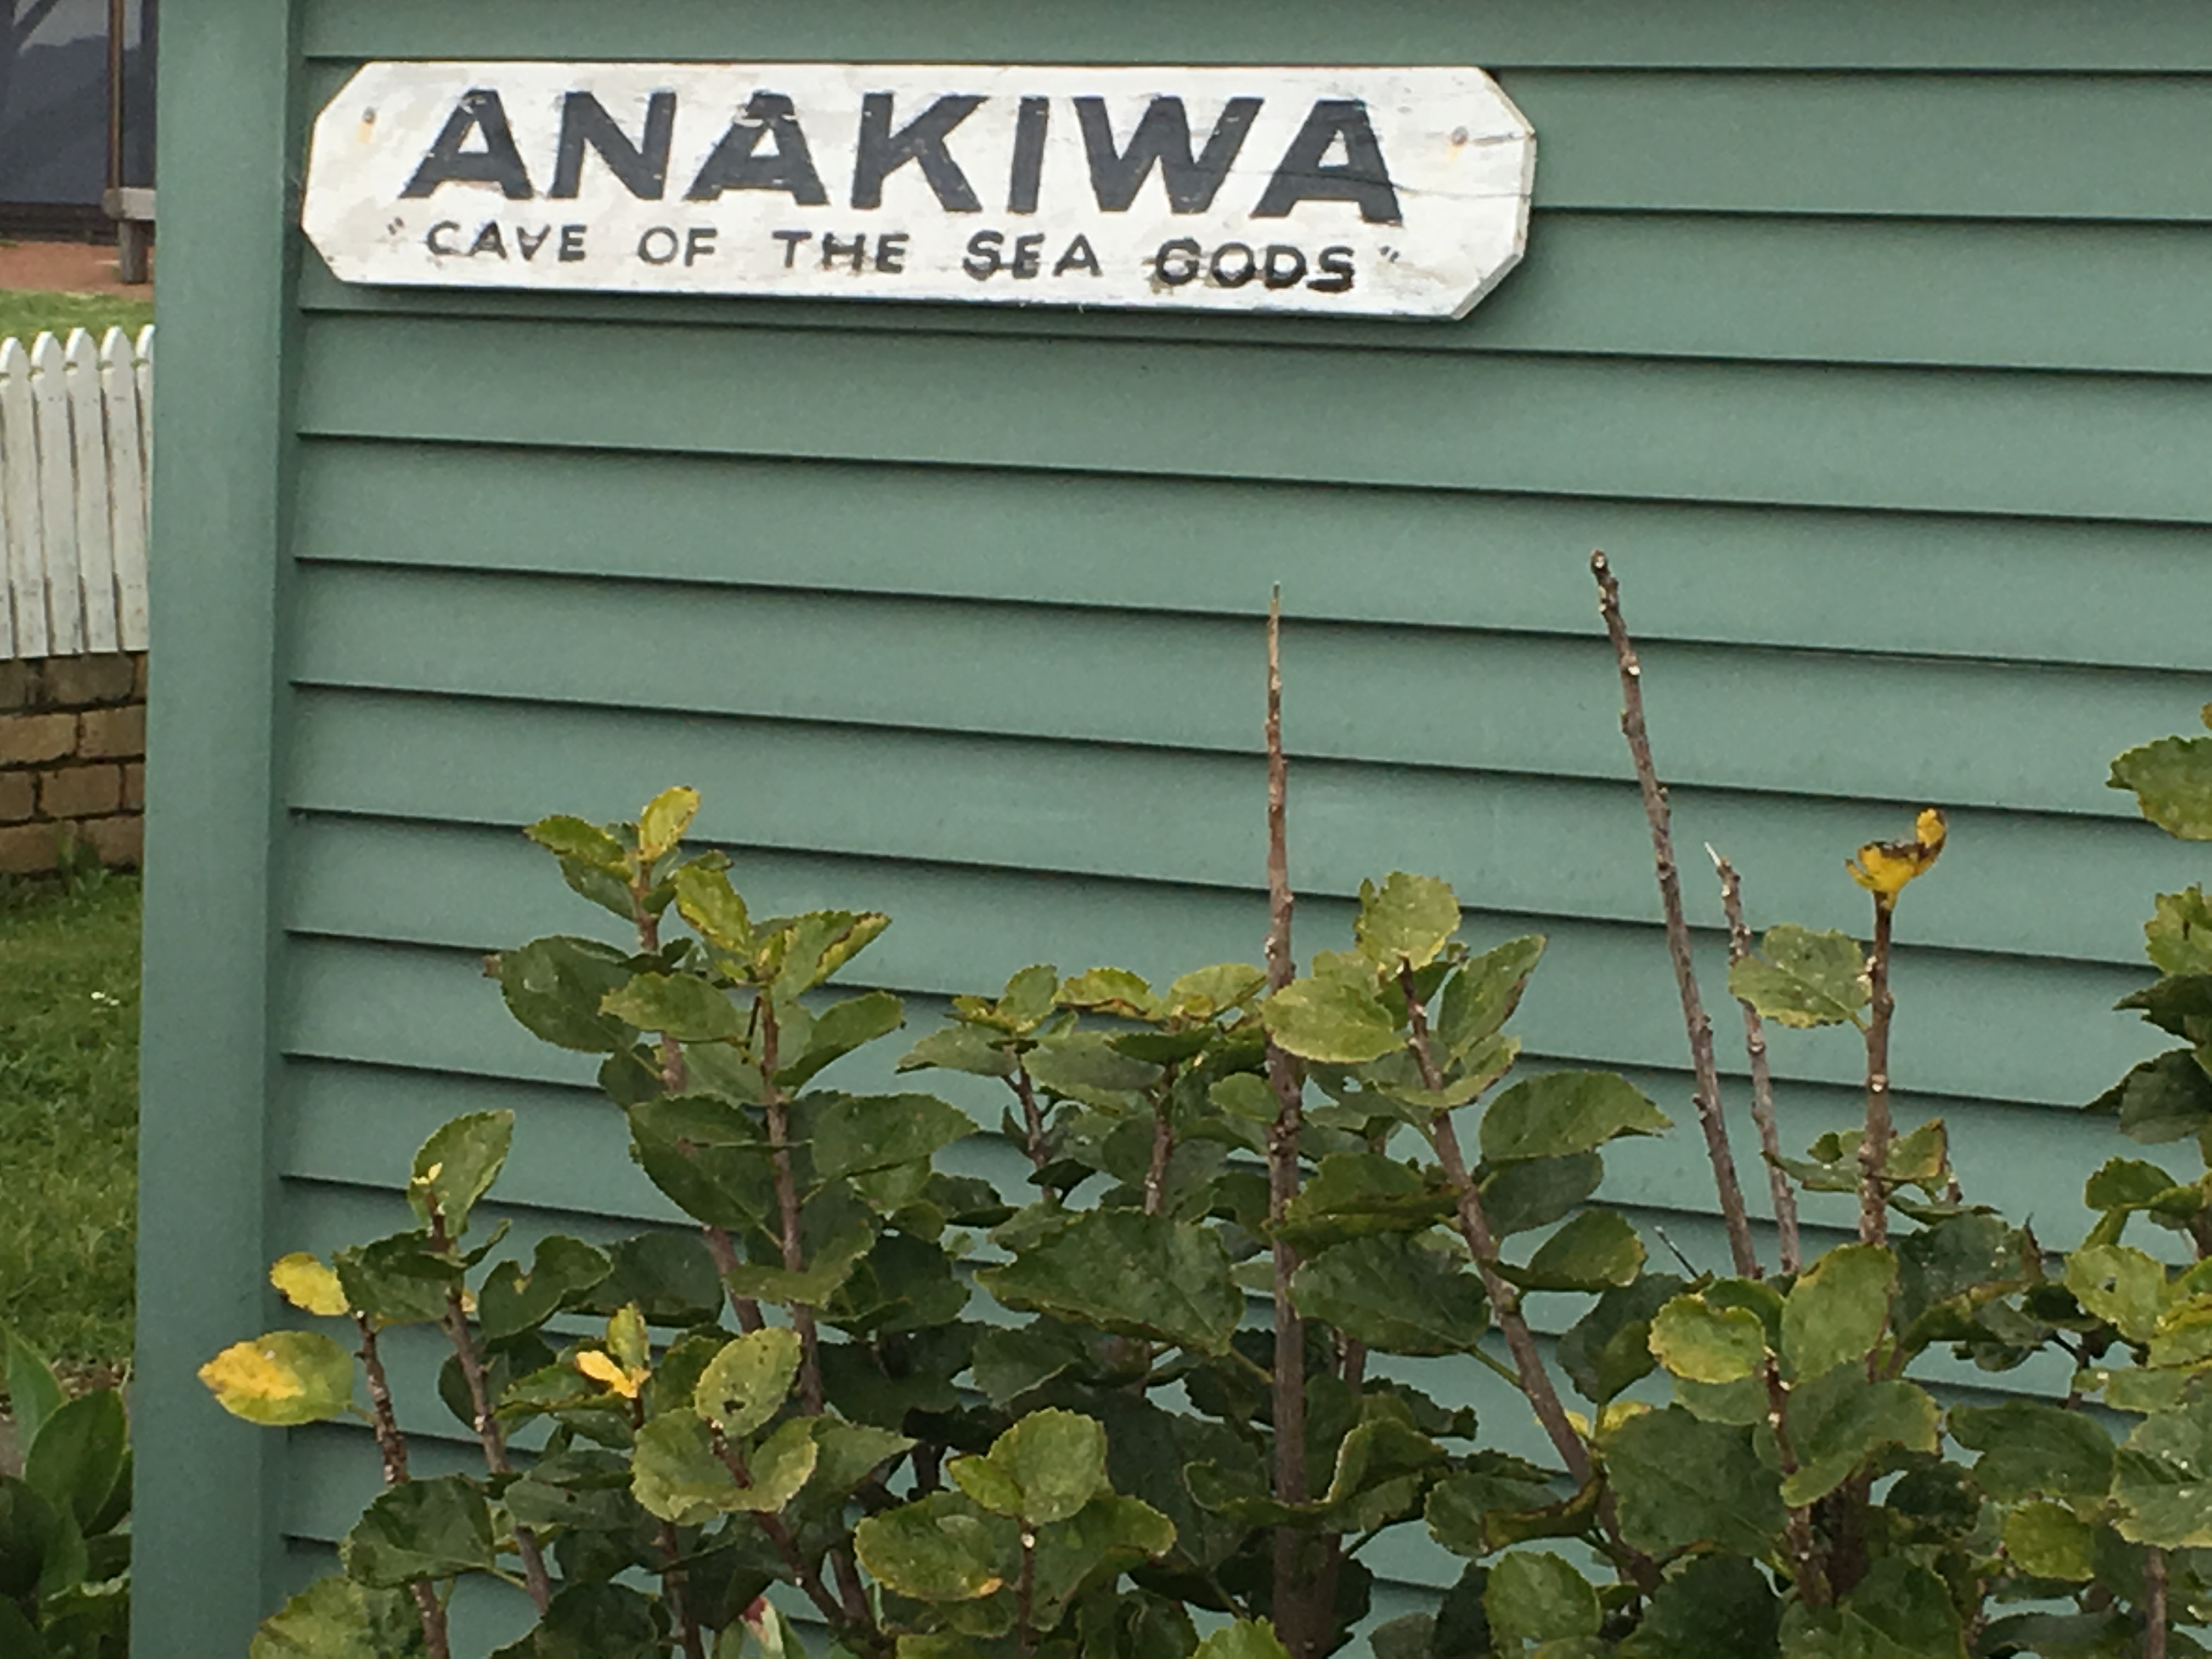 ANAKIWA
"CAVE OF THE SEA GODS"